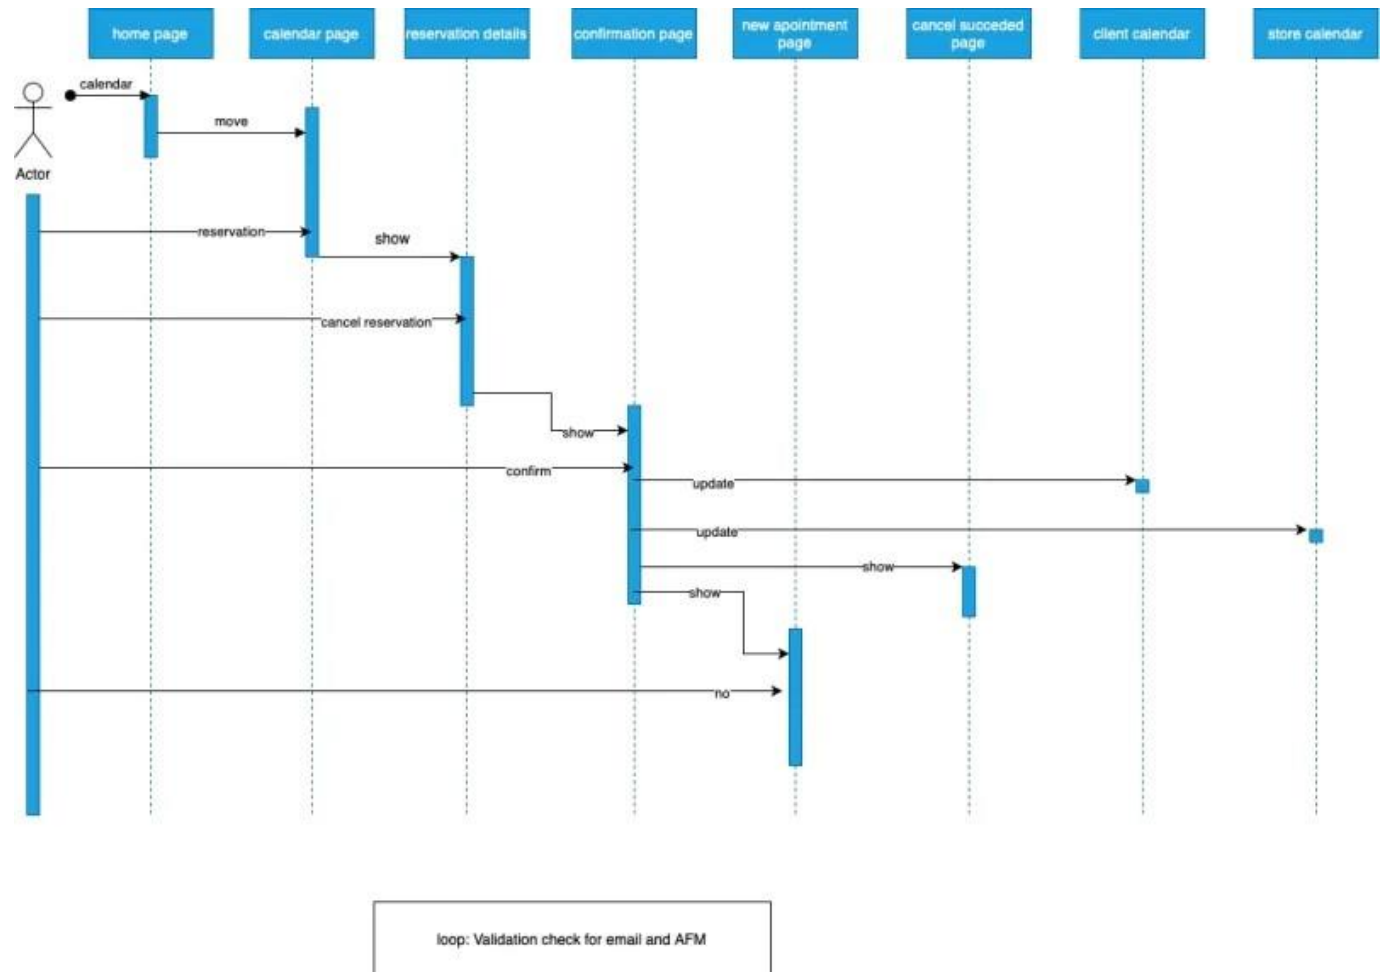 home page
calendar page
reservation details
confirmation page
new apointment
page
cancel succeded
page
client calendar
store calendar
calendar
move
Actor
reservation
show
cancel reservation
show
confirm
update
update
show
show
no
loop: Validation check for email and AFM